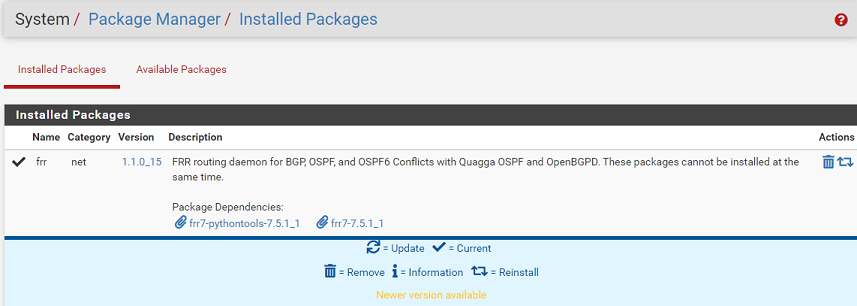 System / Package Manager / Installed Packages
Installed Packages Available Packages
Installed Packages
Name Category Version Description Actions
frr net 1.1.0_15 FRR routing daemon for BGP, OSPF, and OSPF6 Conflicts with Quagga OSPF and OpenBGPD. These packages cannot be installed at the
same time.
Package Dependencies:
frr7-pythontools-7.5.1_1 frr7-7.5.1_1
= Update = Current
= Remove = Information = Reinstall
Newer version available